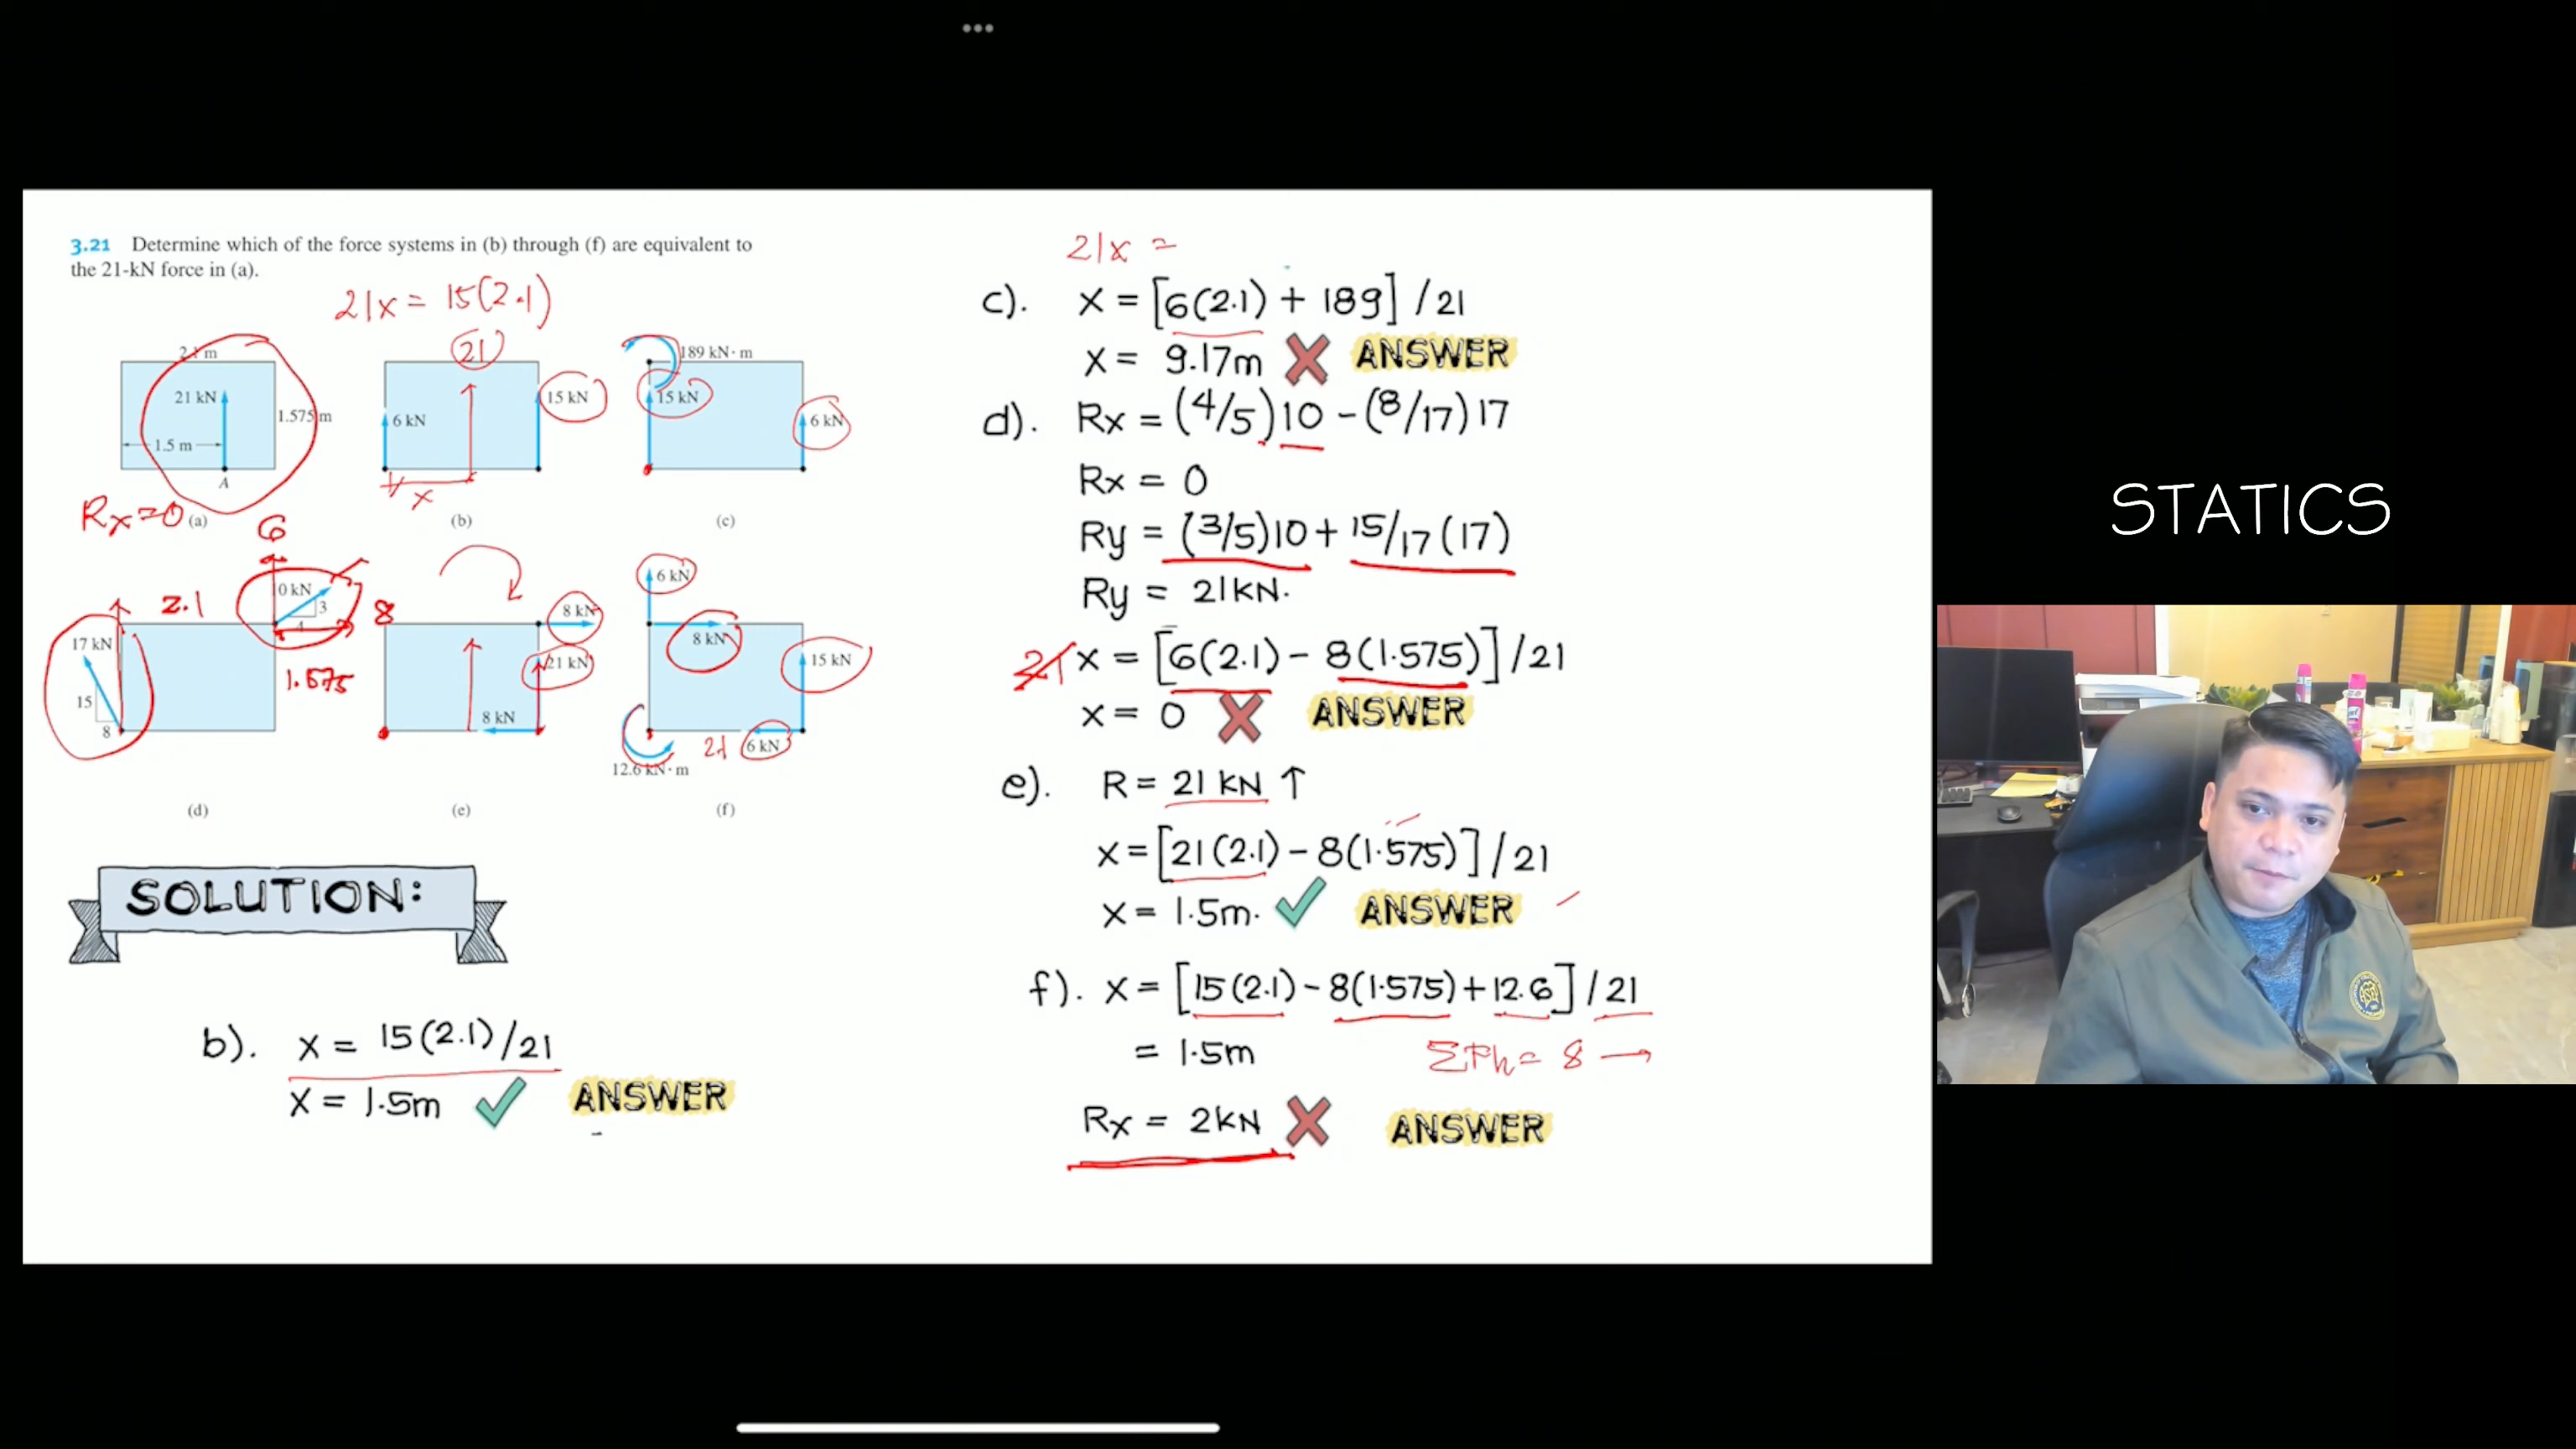 3.21 Determine which of the force systems in (b) through (f) are equivalent to
the 21-kN force in (a).
21x = 15(2.1)
2.1 m
21 kN
1.575 m
1.5 m
A
Rx=0
(a)
21
6 kN
15 kN
x
(b)
189 kN·m
15 kN
6 kN
(c)
6
2.1
0 kN
3
4
8
17 kN
15
8
1.575
(d)
8 kN
21 kN
8 kN
(e)
6 kN
8 kN
15 kN
12.6 kN·m
21
6 kN
(f)
SOLUTION:
b). x = 15(2.1)/21
x = 1.5m ✓ ANSWER
21x =
c). x = [6(2.1) + 189] / 21
x = 9.17m ❌ ANSWER
d). Rx = (4/5)10 - (8/17)17
Rx = 0
Ry = (3/5)10 + 15/17(17)
Ry = 21kN.
21 x = [6(2.1) - 8(1.575)] /21
x = 0 ❌ ANSWER
e). R = 21 kN ↑
x = [21(2.1) - 8(1.575)] / 21
x = 1.5m. ✓ ANSWER
f). x = [15(2.1) - 8(1.575) + 12.6] / 21
= 1.5m
ΣFh = 8 →
Rx = 2kN ❌ ANSWER
STATICS